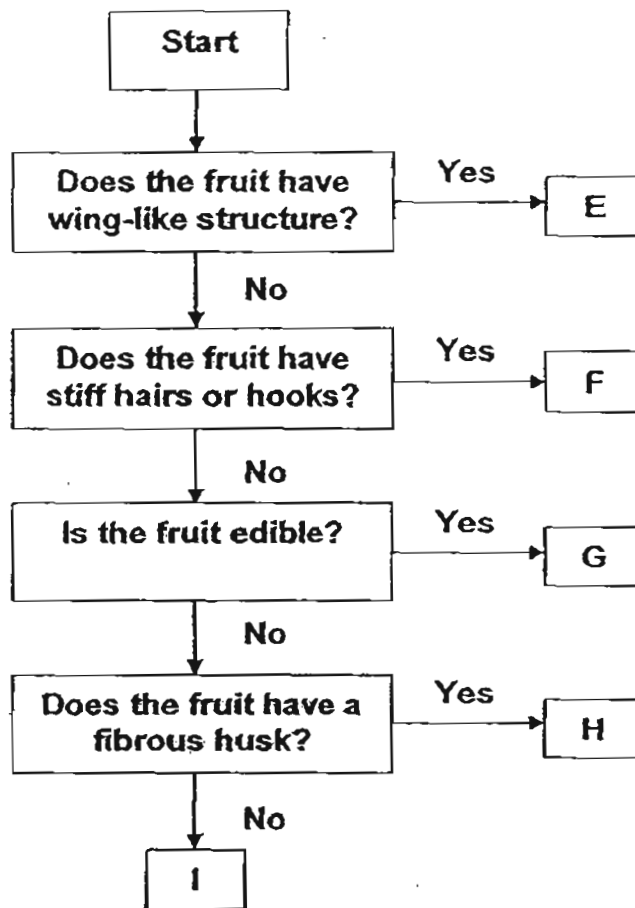 Start
Does the fruit have
wing-like structure?
Yes
E
No
Does the fruit have
stiff hairs or hooks?
Yes
F
No
Is the fruit edible?
Yes
G
No
Does the fruit have a
fibrous husk?
Yes
H
No
I